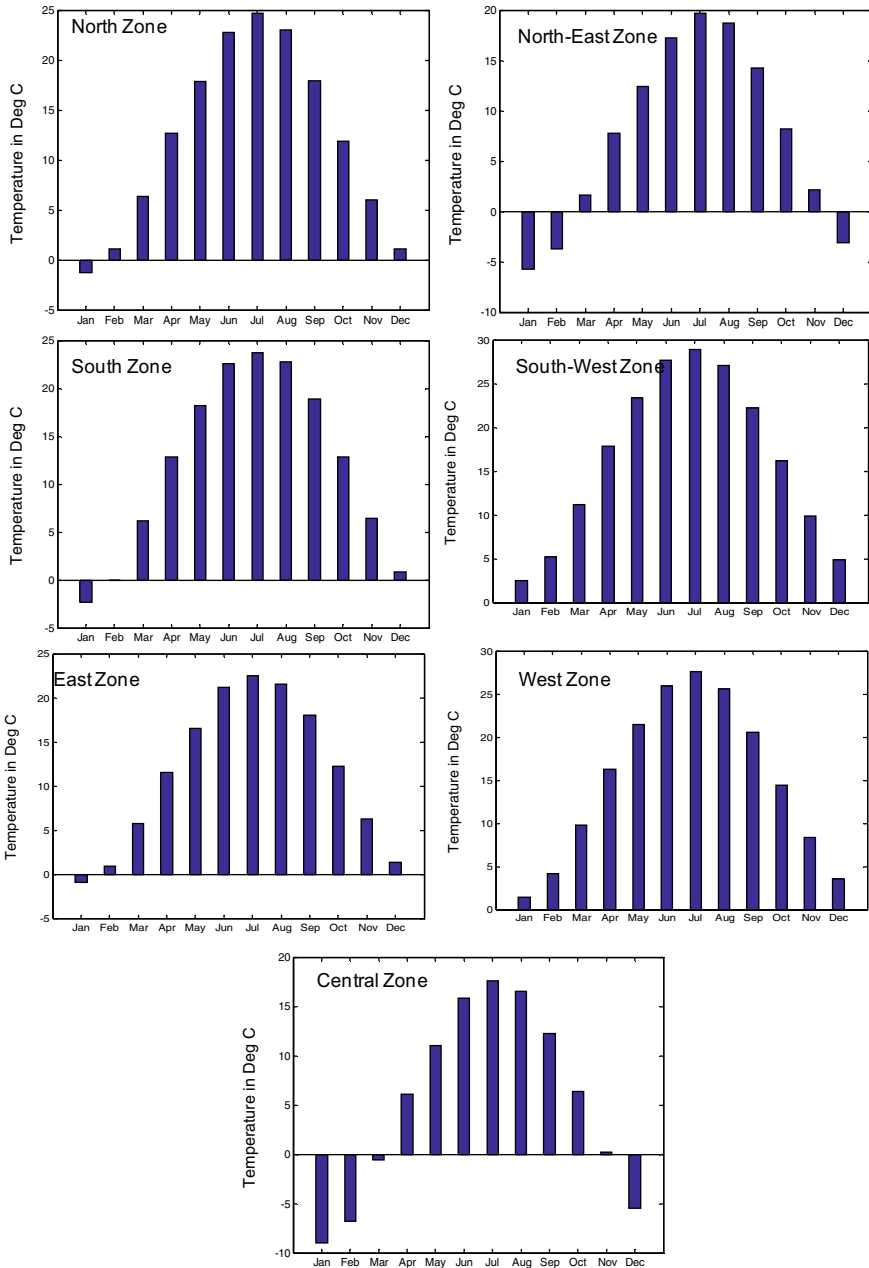 North Zone
Temperature in Deg C
25
20
15
10
5
0
-5
Jan Feb Mar Apr May Jun Jul Aug Sep Oct Nov Dec
North-East Zone
Temperature in Deg C
20
15
10
5
0
-5
-10
Jan Feb Mar Apr May Jun Jul Aug Sep Oct Nov Dec
South Zone
Temperature in Deg C
25
20
15
10
5
0
-5
Jan Feb Mar Apr May Jun Jul Aug Sep Oct Nov Dec
South-West Zone
Temperature in Deg C
30
25
20
15
10
5
0
Jan Feb Mar Apr May Jun Jul Aug Sep Oct Nov Dec
East Zone
Temperature in Deg C
25
20
15
10
5
0
-5
Jan Feb Mar Apr May Jun Jul Aug Sep Oct Nov Dec
West Zone
Temperature in Deg C
30
25
20
15
10
5
0
Jan Feb Mar Apr May Jun Jul Aug Sep Oct Nov Dec
Central Zone
Temperature in Deg C
20
15
10
5
0
-5
-10
Jan Feb Mar Apr May Jun Jul Aug Sep Oct Nov Dec